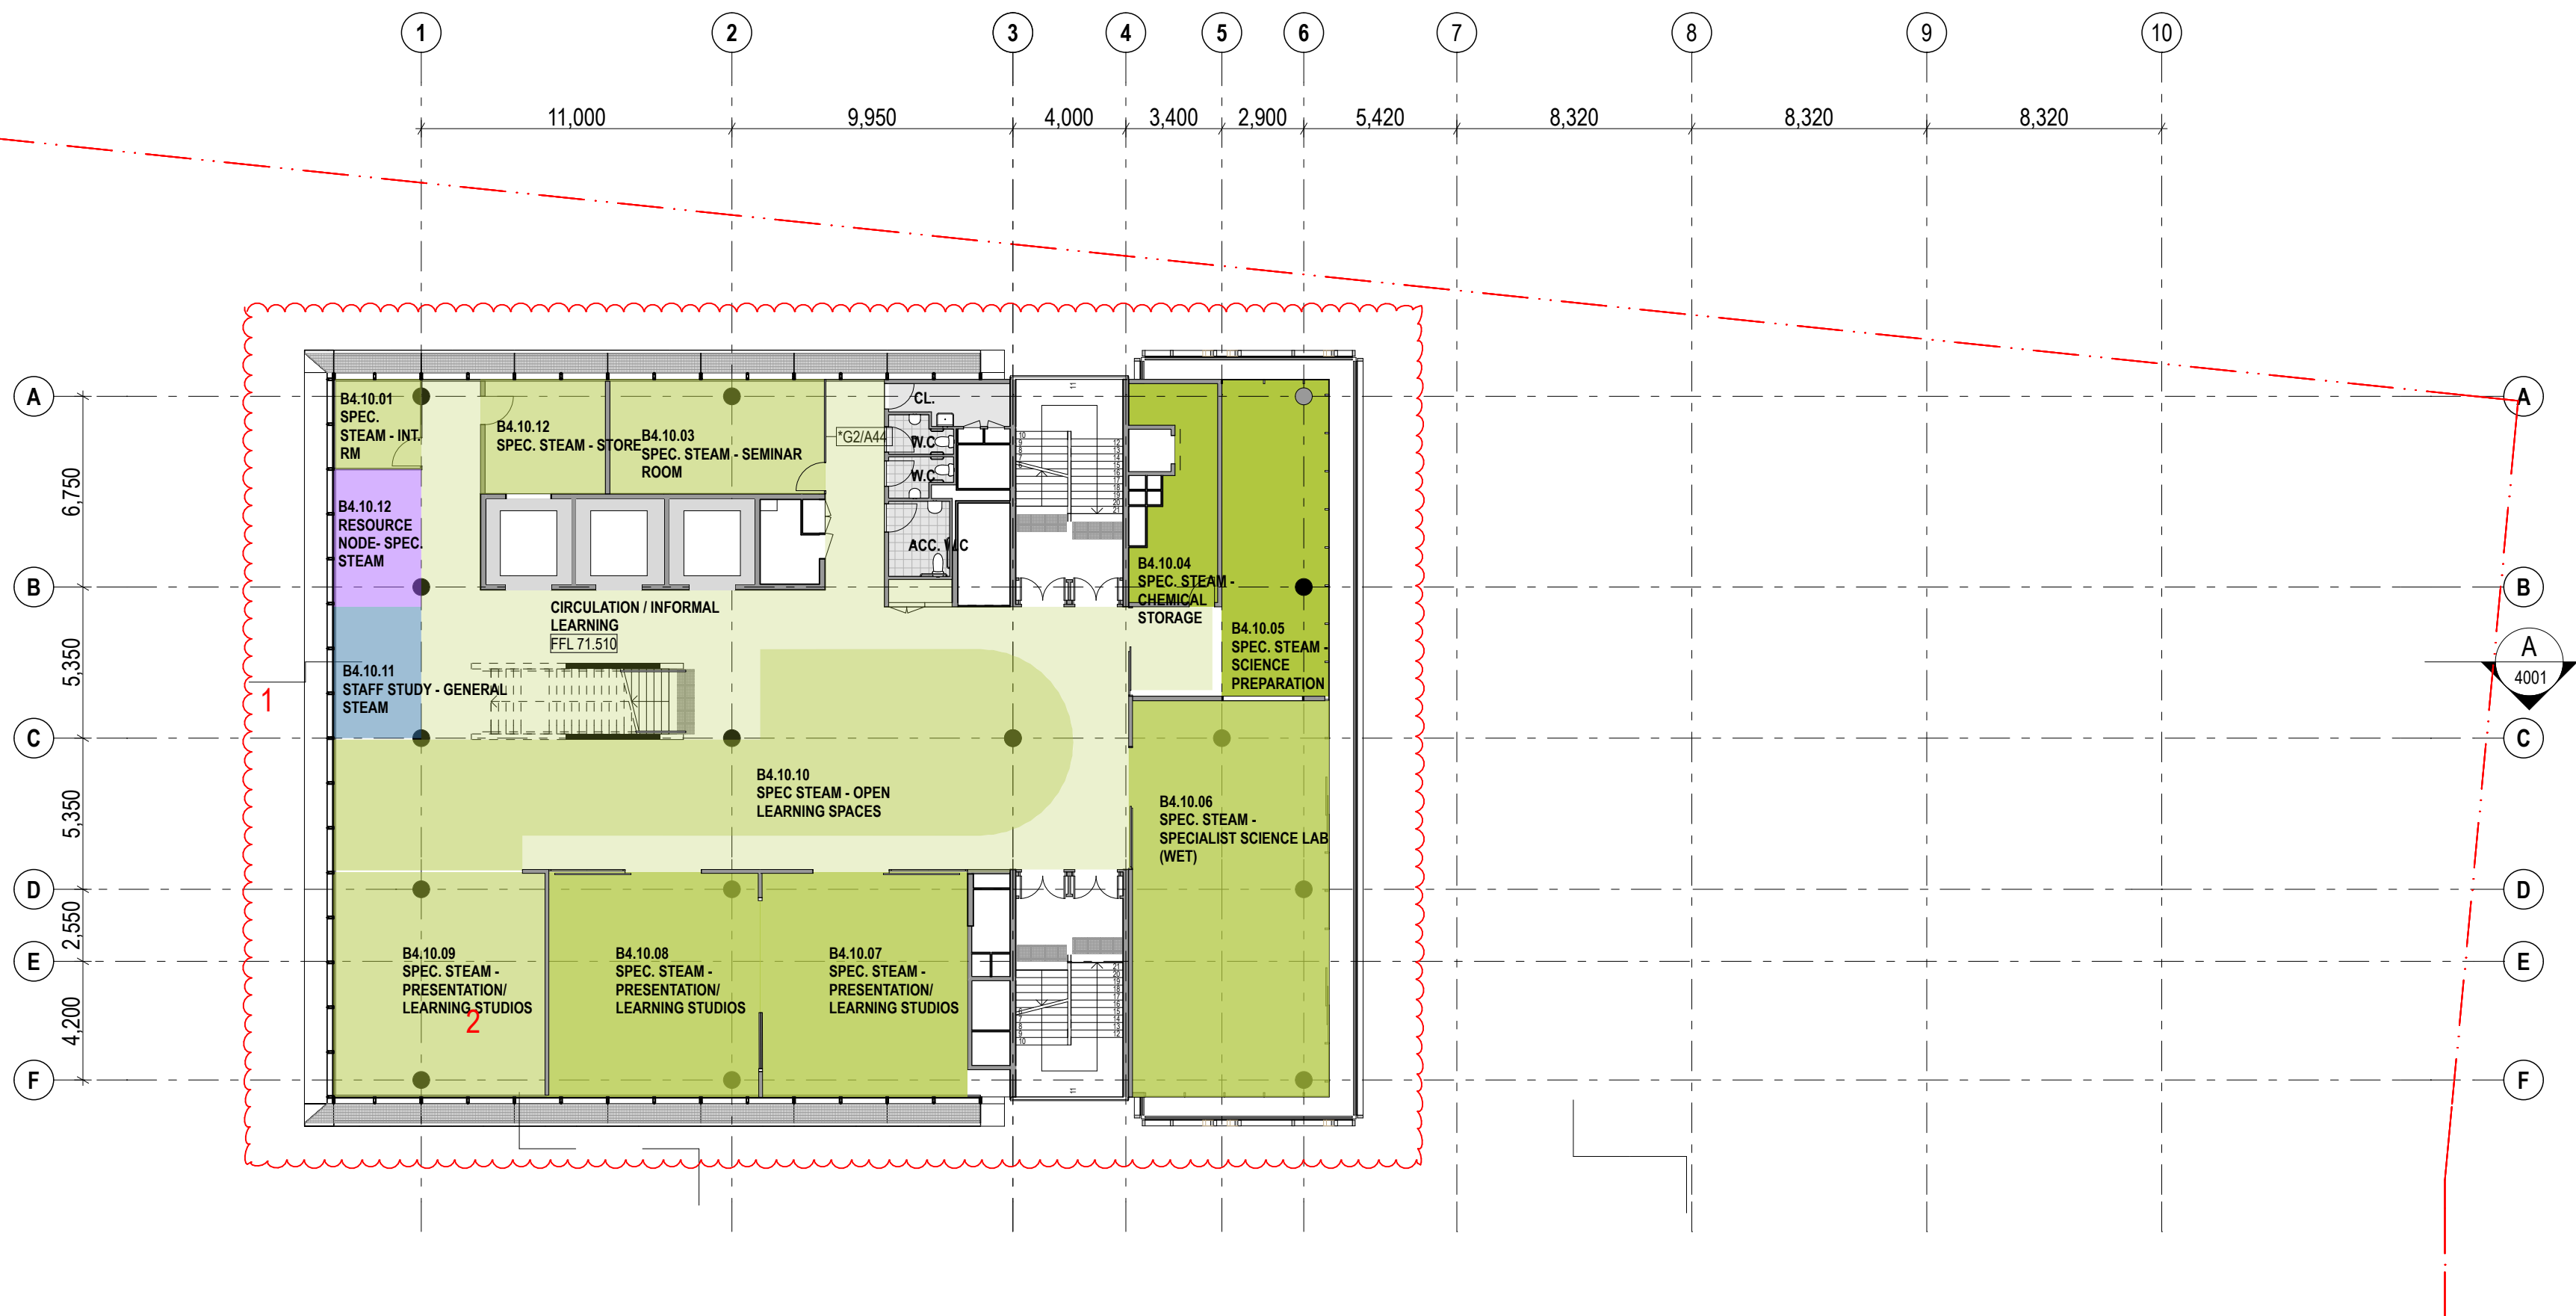 1 2 3 4 5 6 7 8 9 10
11,000 9,950 4,000 3,400 2,900 5,420 8,320 8,320 8,320
A A
B4.10.01
SPEC.
STEAM - INT.
RM
B4.10.12
SPEC. STEAM - STORE
B4.10.03
SPEC. STEAM - SEMINAR
ROOM
*G2/A44
CL.
W.C
W.C
ACC. W.C
11
6,750
B4.10.12
RESOURCE
NODE- SPEC.
STEAM
B4.10.04
SPEC. STEAM -
CHEMICAL
STORAGE
B B
CIRCULATION / INFORMAL
LEARNING
FFL 71.510
B4.10.05
SPEC. STEAM -
SCIENCE
PREPARATION
A
4001
5,350
B4.10.11
STAFF STUDY - GENERAL
STEAM
1
C C
B4.10.10
SPEC STEAM - OPEN
LEARNING SPACES
B4.10.06
SPEC. STEAM -
SPECIALIST SCIENCE LAB
(WET)
5,350
D D
2,550
B4.10.09
SPEC. STEAM -
PRESENTATION/
LEARNING STUDIOS
2
B4.10.08
SPEC. STEAM -
PRESENTATION/
LEARNING STUDIOS
B4.10.07
SPEC. STEAM -
PRESENTATION/
LEARNING STUDIOS
E E
4,200
F F
11